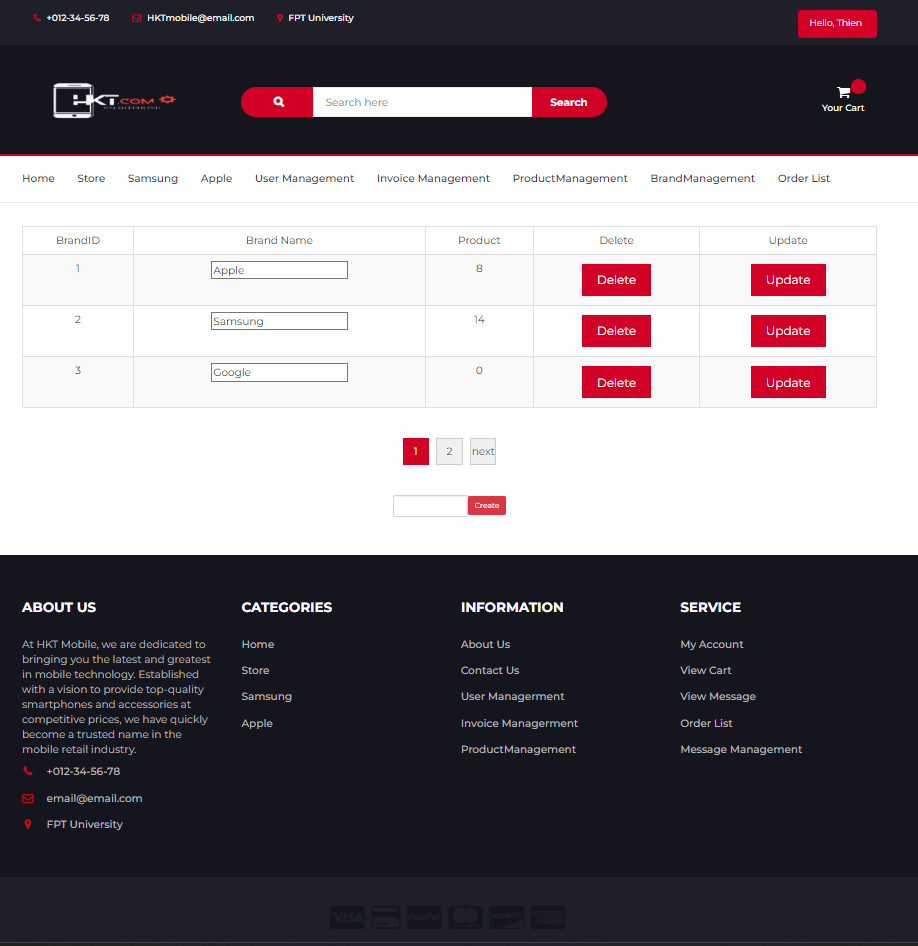 +012-34-56-78 HKTmobile@email.com FPT University Hello, Thien
HKT.COM
SMARTPHONE
Search here Search
Your Cart
Home Store Samsung Apple User Management Invoice Management ProductManagement BrandManagement Order List
BrandID Brand Name Product Delete Update
1 Apple 8 Delete Update
2 Samsung 14 Delete Update
3 Google 0 Delete Update
1 2 next
Create
ABOUT US CATEGORIES INFORMATION SERVICE
At HKT Mobile, we are dedicated to Home About Us My Account
bringing you the latest and greatest
in mobile technology. Established Store Contact Us View Cart
with a vision to provide top-quality
smartphones and accessories at Samsung User Managerment View Message
competitive prices, we have quickly
become a trusted name in the Apple Invoice Managerment Order List
mobile retail industry. ProductManagement Message Management
+012-34-56-78
email@email.com
FPT University
VISA PayPal